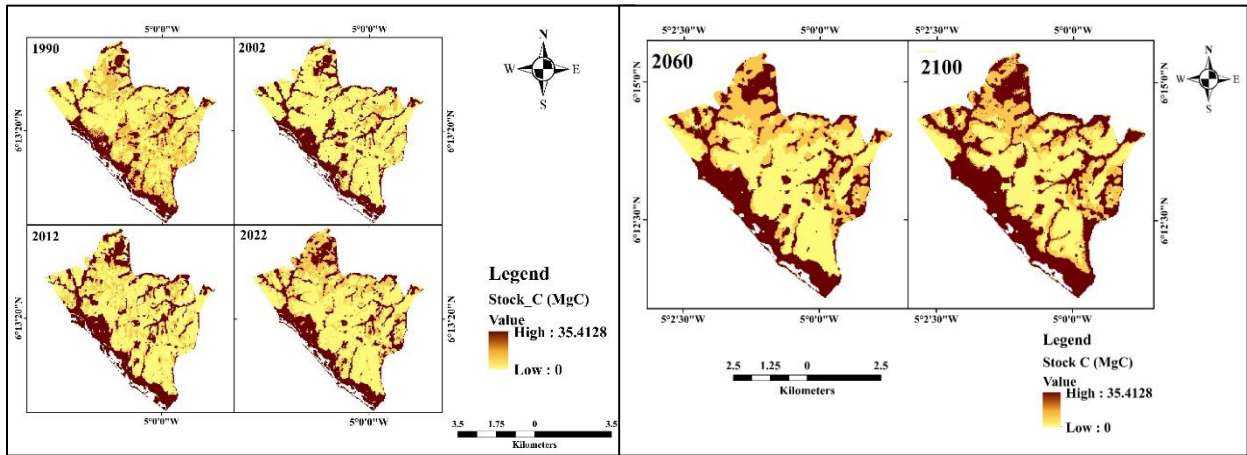 5°0'0"W
5°0'0"W
1990
2002
6°13'20"N
6°13'20"N
2012
2022
6°13'20"N
6°13'20"N
5°0'0"W
5°0'0"W
N
W
E
S
Legend
Stock_C (MgC)
Value
High : 35.4128
Low : 0
3.5 1.75 0 3.5
Kilometers
5°2'30"W 5°0'0"W
5°2'30"W 5°0'0"W
2060
2100
6°15'0"N
6°15'0"N
6°12'30"N
6°12'30"N
5°2'30"W 5°0'0"W
5°2'30"W 5°0'0"W
N
W
E
S
2.5 1.25 0 2.5
Kilometers
Legend
Stock C (MgC)
Value
High : 35.4128
Low : 0